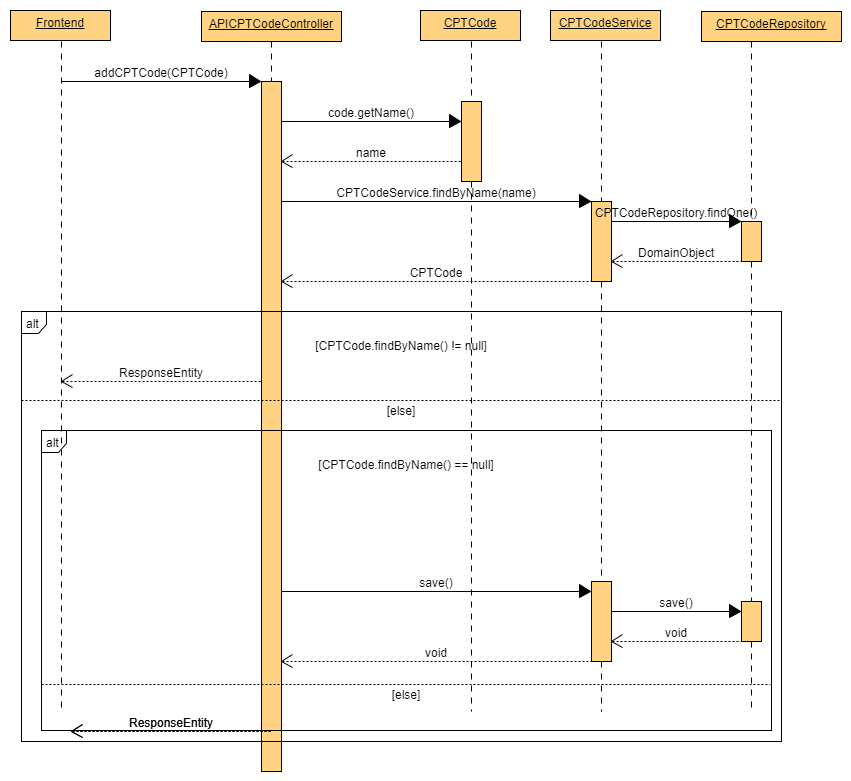 Frontend
APICPTCodeController
CPTCode
CPTCodeService
CPTCodeRepository
addCPTCode(CPTCode)
code.getName()
name
CPTCodeService.findByName(name)
CPTCodeRepository.findOne()
DomainObject
CPTCode
alt
[CPTCode.findByName() != null]
ResponseEntity
[else]
alt
[CPTCode.findByName() == null]
save()
save()
void
void
[else]
ResponseEntity